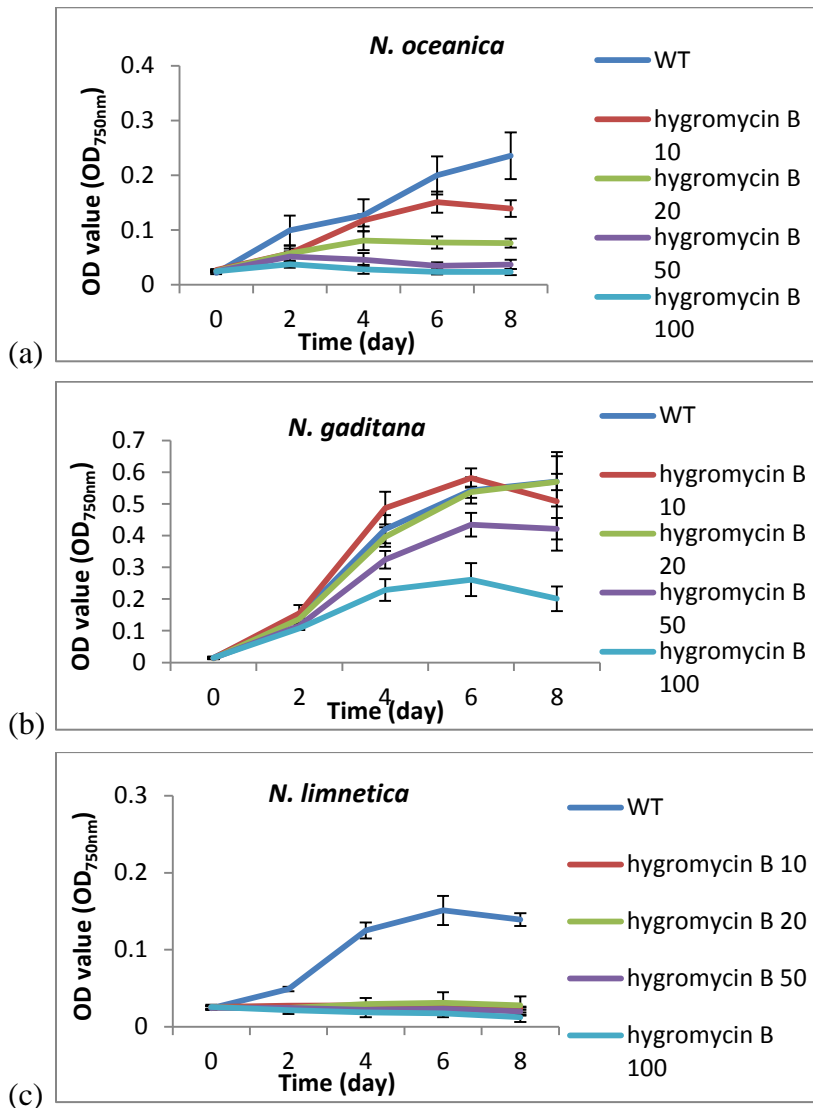 N. oceanica
OD value (OD750nm)
0.4
0.3
0.2
0.1
0
0 2 4 6 8
Time (day)
WT
hygromycin B
10
hygromycin B
20
hygromycin B
50
hygromycin B
100
(a)
N. gaditana
OD value (OD750nm)
0.7
0.6
0.5
0.4
0.3
0.2
0.1
0
0 2 4 6 8
Time (day)
WT
hygromycin B
10
hygromycin B
20
hygromycin B
50
hygromycin B
100
(b)
N. limnetica
OD value (OD750nm)
0.3
0.2
0.1
0
0 2 4 6 8
Time (day)
WT
hygromycin B 10
hygromycin B 20
hygromycin B 50
hygromycin B
100
(c)